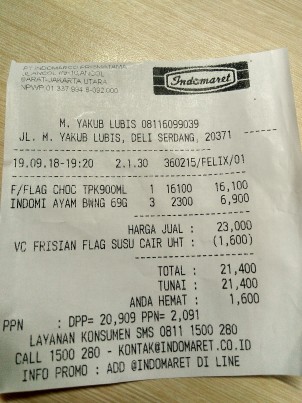 PT INDOMARCO PRISMATAMA
JL.ANCOL I NO.
BARAT-JAKARTA UTARA
NPWP:01 337 994 6-092 000
Indomaret
M. YAKUB LUBIS 08116099039
JL. M. YAKUB LUBIS, DELI SERDANG, 20371
19.09.18-19:20 2.1.30 360215/FELIX/01
F/FLAG CHOC TPK900ML 1 16100 16,100
INDOMI AYAM BWNG 69G 3 2300 6,900
HARGA JUAL : 23,000
VC FRISIAN FLAG SUSU CAIR UHT : (1,600)
TOTAL : 21,400
TUNAI : 21,400
ANDA HEMAT : 1,600
PPN : DPP= 20,909 PPN= 2,091
LAYANAN KONSUMEN SMS 0811 1500 280
CALL 1500 280 - KONTAK@INDOMARET.CO.ID
INFO PROMO : ADD @INDOMARET DI LINE